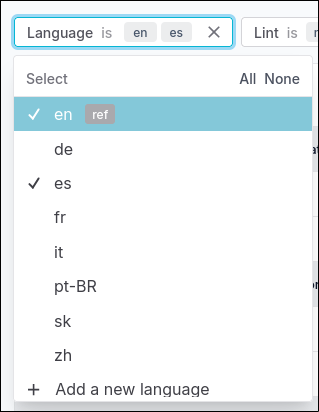 Language is en es Lint is
Select All None
en ref
de
es
fr
it
pt-BR
sk
zh
Add a new language